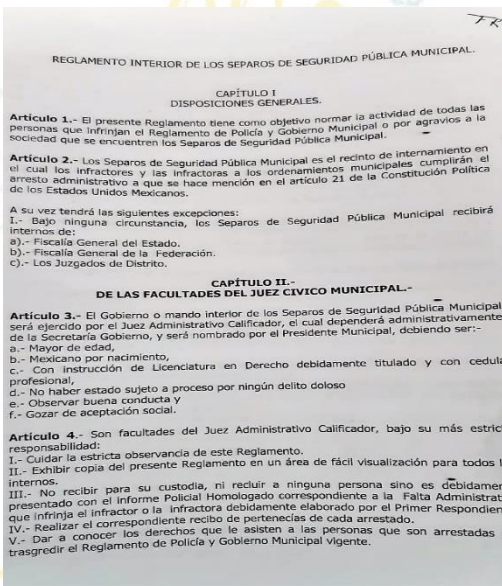 FR
REGLAMENTO INTERIOR DE LOS SEPAROS DE SEGURIDAD PÚBLICA MUNICIPAL.
CAPÍTULO I
DISPOSICIONES GENERALES.
Artículo 1.- El presente Reglamento tiene como objetivo normar la actividad de todas las
personas que infrinjan el Reglamento de Policía y Gobierno Municipal o por agravios a la
sociedad que se encuentren los Separos de Seguridad Pública Municipal.
Artículo 2.- Los Separos de Seguridad Pública Municipal es el recinto de internamiento en
el cual los infractores y las infractoras a los ordenamientos municipales cumplirán el
arresto administrativo a que se hace mención en el artículo 21 de la Constitución Política
de los Estados Unidos Mexicanos.
A su vez tendrá las siguientes excepciones:
I.- Bajo ninguna circunstancia, los Separos de Seguridad Pública Municipal recibirá
internos de:
a).- Fiscalía General del Estado.
b).- Fiscalía General de la Federación.
c).- Los Juzgados de Distrito.
CAPÍTULO II.-
DE LAS FACULTADES DEL JUEZ CIVICO MUNICIPAL.-
Artículo 3.- El Gobierno o mando interior de los Separos de Seguridad Pública Municipal
será ejercido por el Juez Administrativo Calificador, el cual dependerá administrativamente
de la Secretaría Gobierno, y será nombrado por el Presidente Municipal, debiendo ser:-
a.- Mayor de edad,
b.- Mexicano por nacimiento,
c.- Con instrucción de Licenciatura en Derecho debidamente titulado y con cedula
profesional,
d.- No haber estado sujeto a proceso por ningún delito doloso
e.- Observar buena conducta y
f.- Gozar de aceptación social.
Artículo 4.- Son facultades del Juez Administrativo Calificador, bajo su más estric
responsabilidad:
I.- Cuidar la estricta observancia de este Reglamento.
II.- Exhibir copia del presente Reglamento en un área de fácil visualización para todos l
internos.
III.- No recibir para su custodia, ni recluir a ninguna persona sino es debidamen
presentado con el informe Policial Homologado correspondiente a la Falta Administrat
que infrinja el infractor o la infractora debidamente elaborado por el Primer Respondien
IV.- Realizar el correspondiente recibo de pertenecías de cada arrestado.
V.- Dar a conocer los derechos que le asisten a las personas que son arrestadas
trasgredir el Reglamento de Policía y Gobierno Municipal vigente.